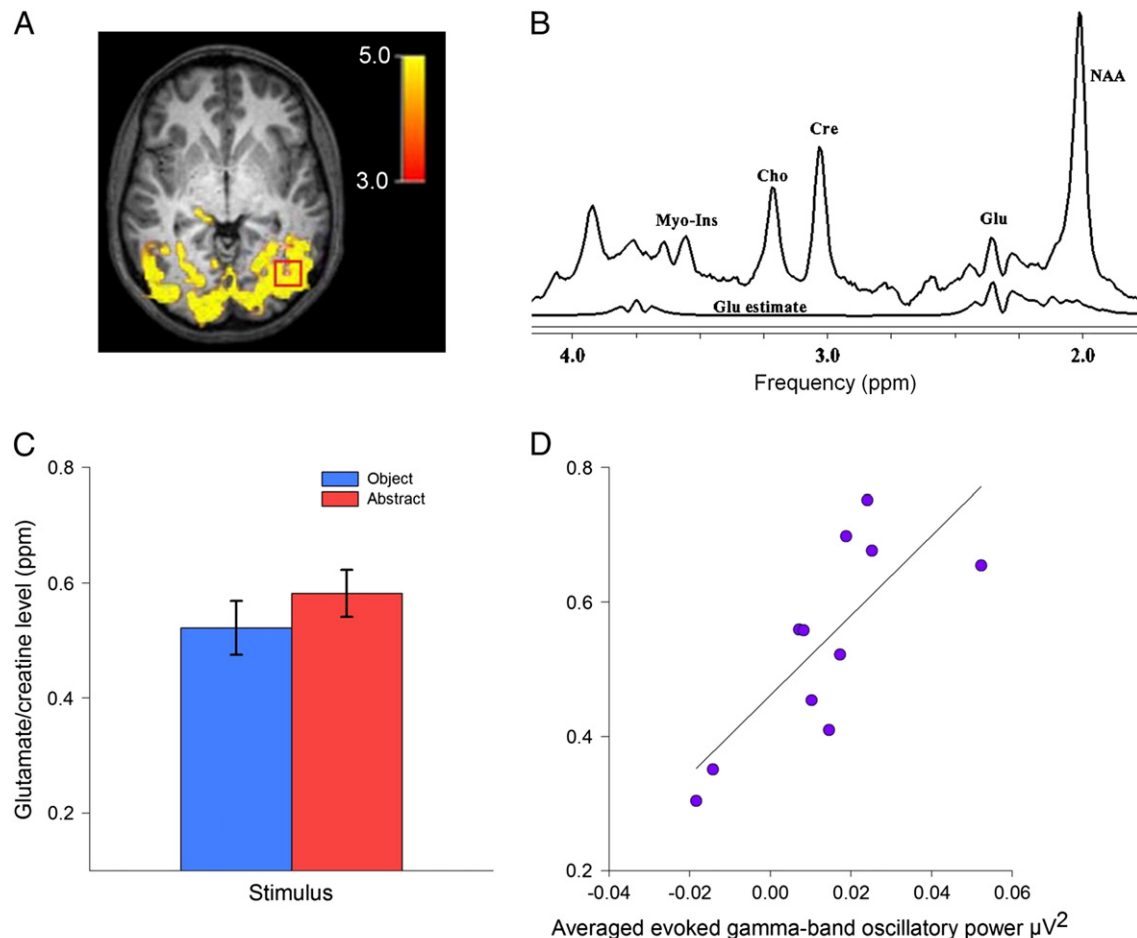 A
5.0
3.0
B
NAA
Cre
Cho
Myo-Ins
Glu
Glu estimate
4.0 3.0 2.0
Frequency (ppm)
C
0.8
0.6
0.4
0.2
Glutamate/creatine level (ppm)
Object
Abstract
Stimulus
D
0.8
0.6
0.4
0.2
-0.04 -0.02 0.00 0.02 0.04 0.06
Averaged evoked gamma-band oscillatory power µV²